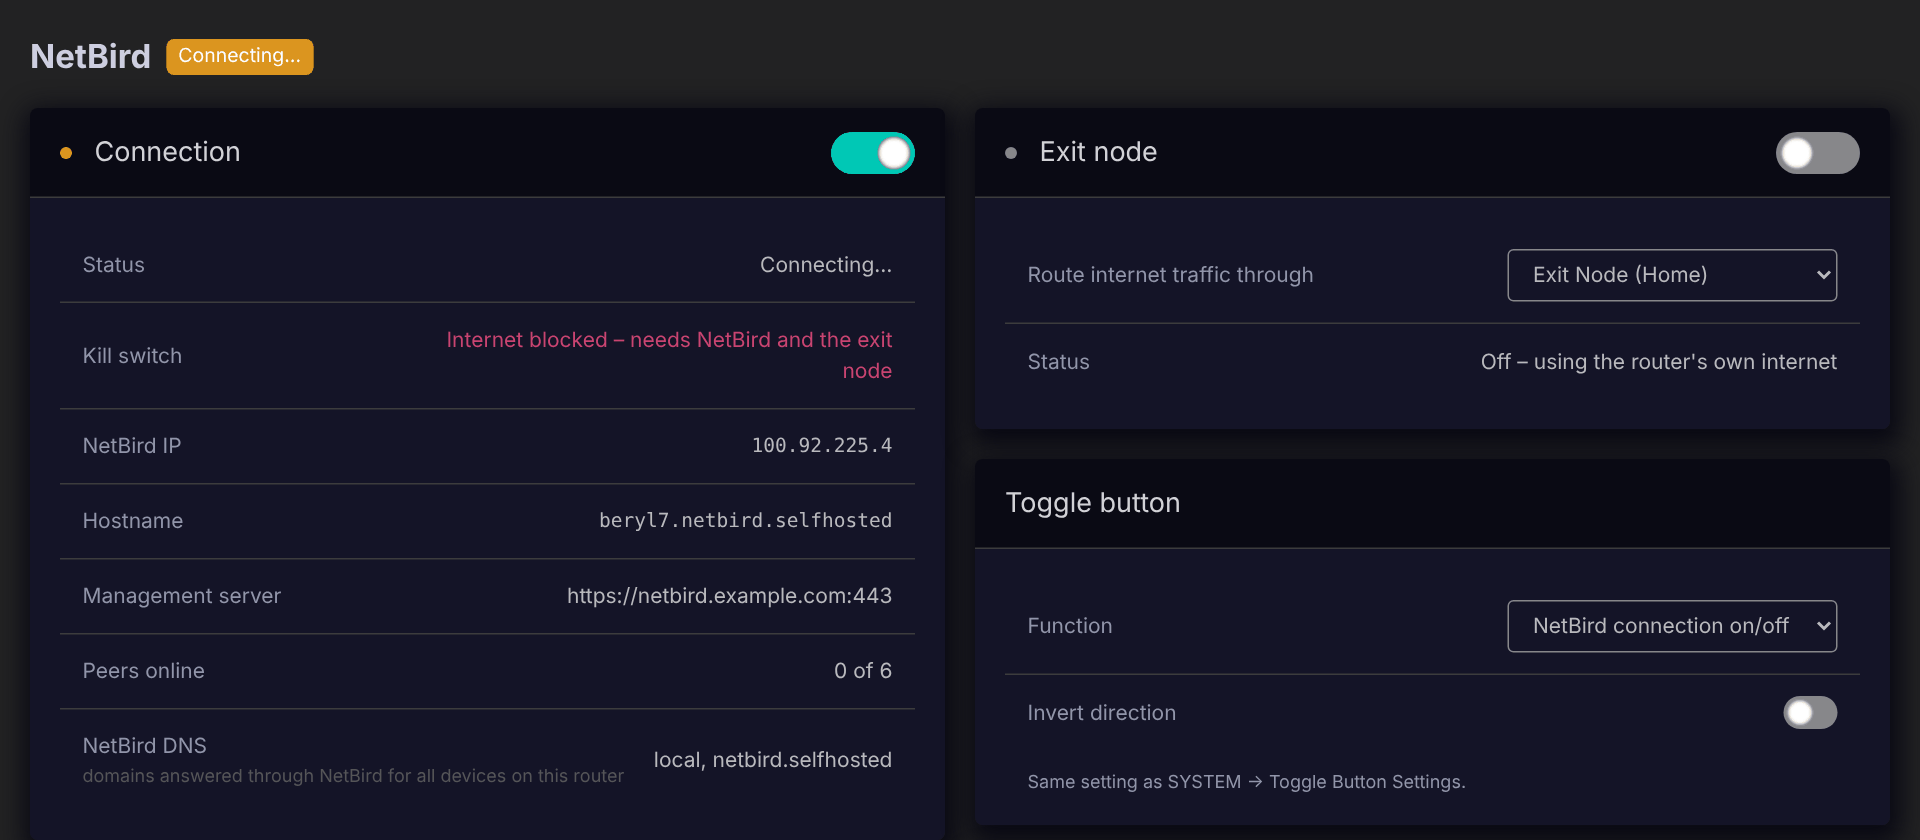 NetBird
Connecting...
Connection
Status
Connecting...
Kill switch
Internet blocked – needs NetBird and the exit
node
NetBird IP
100.92.225.4
Hostname
beryl7.netbird.selfhosted
Management server
https://netbird.example.com:443
Peers online
0 of 6
NetBird DNS
domains answered through NetBird for all devices on this router
local, netbird.selfhosted
Exit node
Route internet traffic through
Exit Node (Home)
Status
Off – using the router's own internet
Toggle button
Function
NetBird connection on/off
Invert direction
Same setting as SYSTEM → Toggle Button Settings.